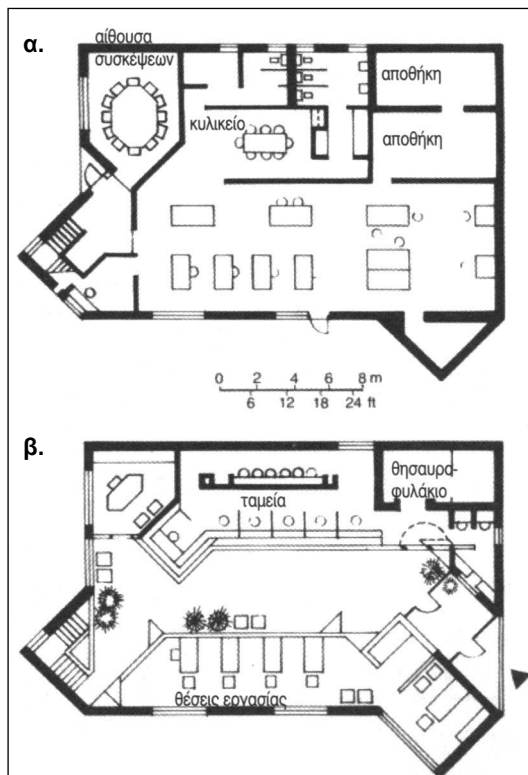 α.
αίθουσα
συσκέψεων
αποθήκη
κυλικείο
αποθήκη
0 2 4 6 8 m
6 12 18 24 ft
β.
θησαυρο-
φυλάκιο
ταμεία
θέσεις εργασίας